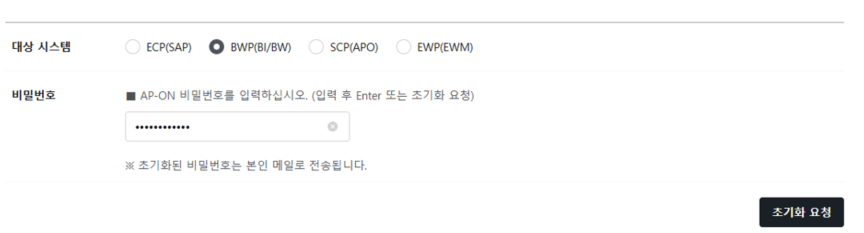 대상 시스템 ECP(SAP) BWP(BI/BW) SCP(APO) EWP(EWM)
비밀번호 ■ AP-ON 비밀번호를 입력하십시오. (입력 후 Enter 또는 초기화 요청)
••••••••••••
※ 초기화된 비밀번호는 본인 메일로 전송됩니다.
초기화 요청